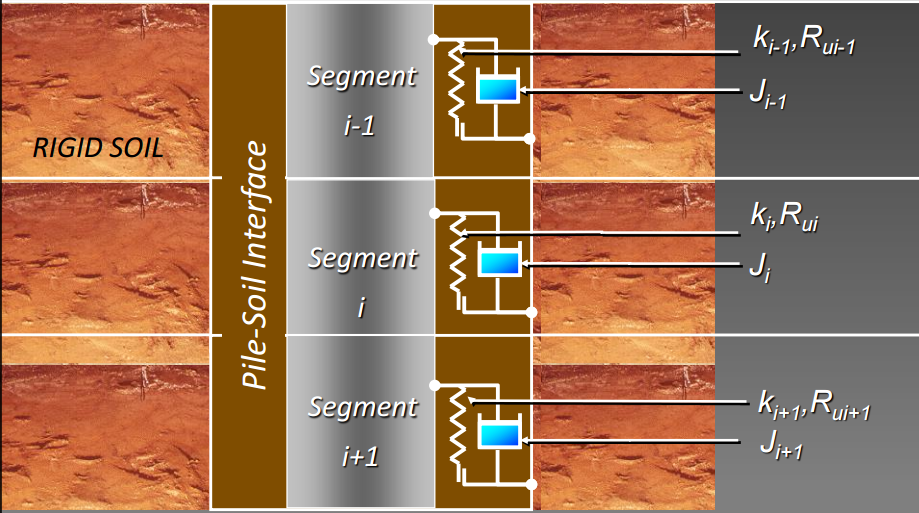 RIGID SOIL
Pile-Soil Interface
Segment
i-1
k_{i-1}, R_{ui-1}
J_{i-1}
Segment
i
k_i, R_{ui}
J_i
Segment
i+1
k_{i+1}, R_{ui+1}
J_{i+1}